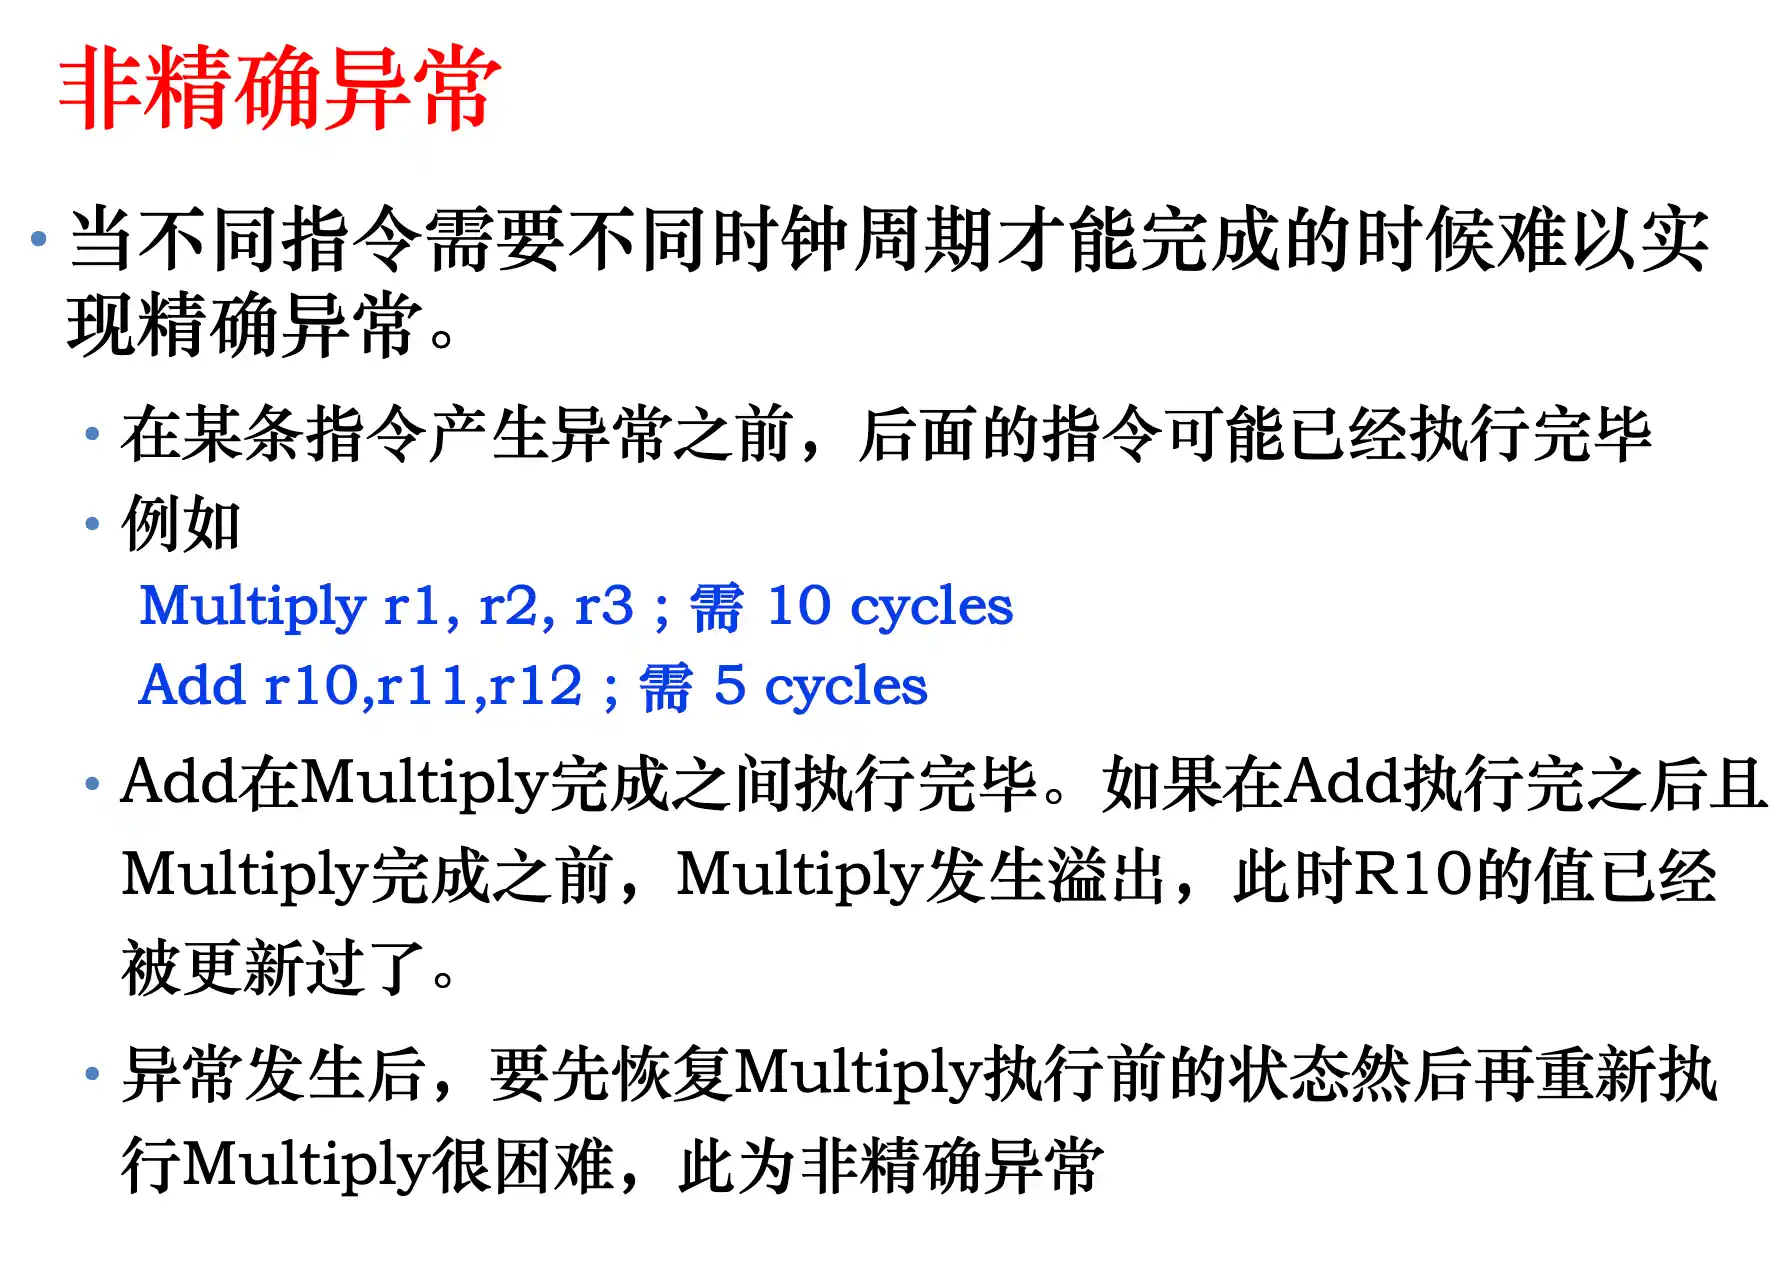 非精确异常
• 当不同指令需要不同时钟周期才能完成的时候难以实
现精确异常。
• 在某条指令产生异常之前，后面的指令可能已经执行完毕
• 例如
Multiply r1, r2, r3 ; 需 10 cycles
Add r10,r11,r12 ; 需 5 cycles
• Add在Multiply完成之间执行完毕。如果在Add执行完之后且
Multiply完成之前，Multiply发生溢出，此时R10的值已经
被更新过了。
• 异常发生后，要先恢复Multiply执行前的状态然后再重新执
行Multiply很困难，此为非精确异常